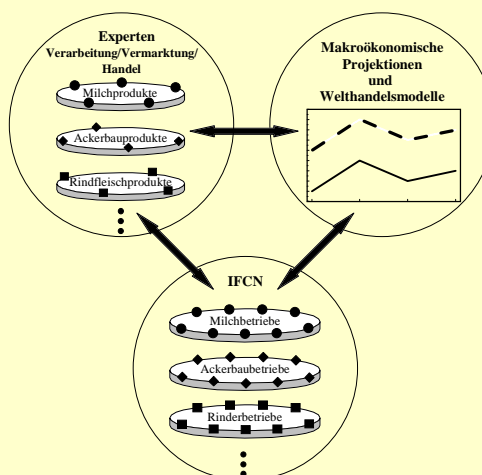 Experten
Verarbeitung/Vermarktung/
Handel
Milchprodukte
Ackerbauprodukte
Rindfleischprodukte
Makroökonomische
Projektionen
und
Welthandelsmodelle
IFCN
Milchbetriebe
Ackerbaubetriebe
Rinderbetriebe